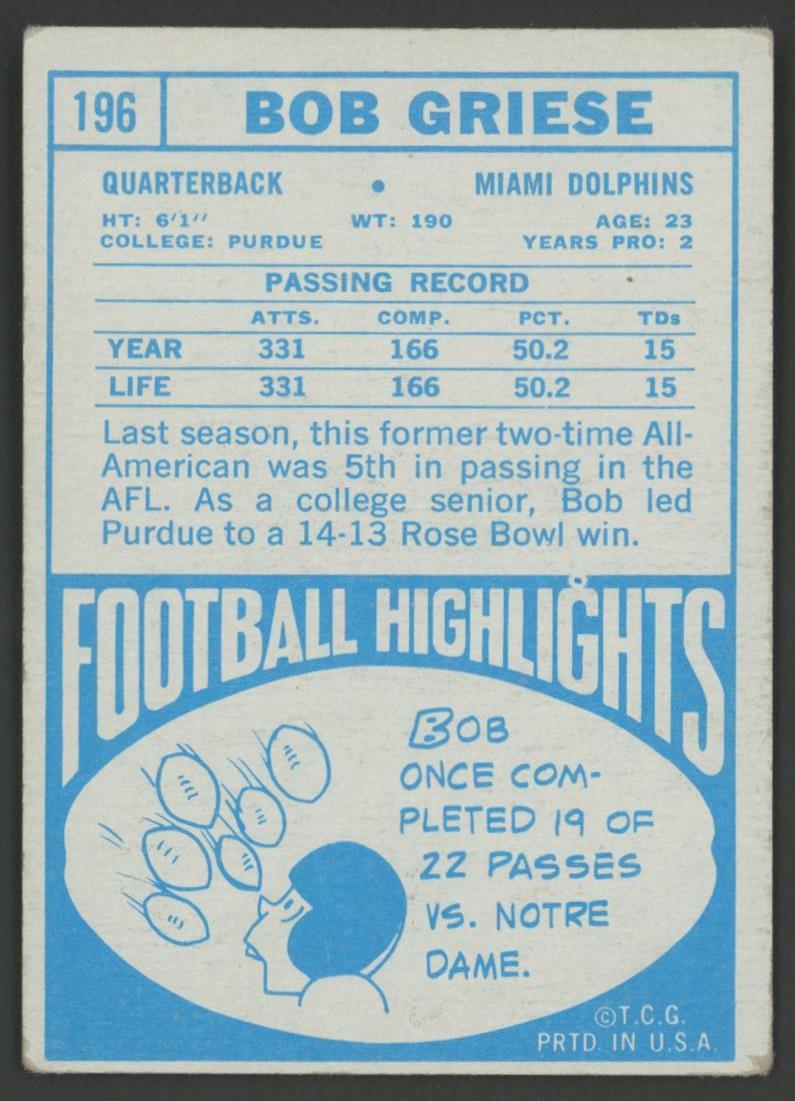 196 BOB GRIESE
QUARTERBACK • MIAMI DOLPHINS
HT: 6'1" WT: 190 AGE: 23
COLLEGE: PURDUE YEARS PRO: 2
PASSING RECORD
ATTS. COMP. PCT. TDs
YEAR 331 166 50.2 15
LIFE 331 166 50.2 15
Last season, this former two-time All-
American was 5th in passing in the
AFL. As a college senior, Bob led
Purdue to a 14-13 Rose Bowl win.
FOOTBALL HIGHLIGHTS
BOB
ONCE COM-
PLETED 19 OF
22 PASSES
VS. NOTRE
DAME.
©T.C.G.
PRTD. IN U.S.A.